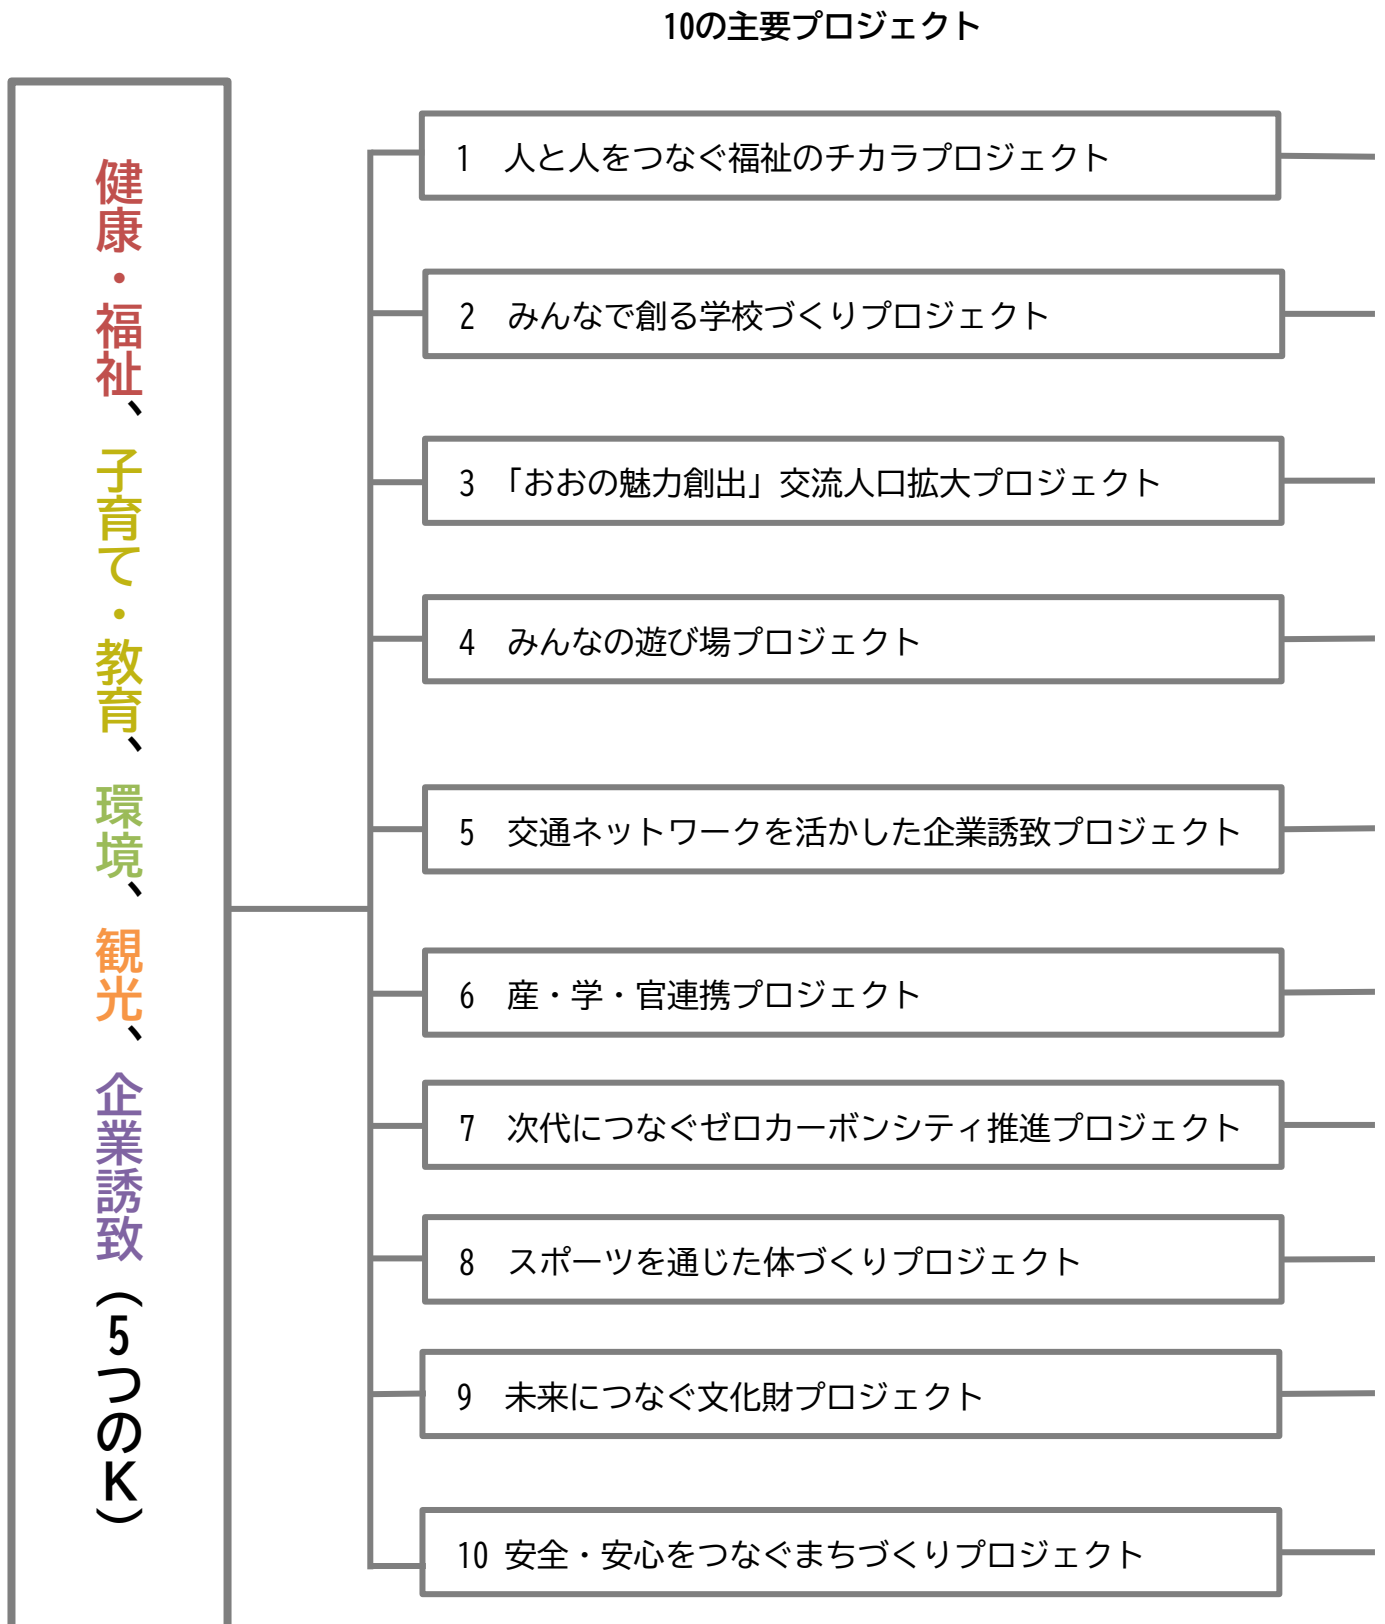 10の主要プロジェクト
健康・福祉、子育て・教育、環境、観光、企業誘致（5つのK）
1　人と人をつなぐ福祉のチカラプロジェクト
2　みんなで創る学校づくりプロジェクト
3　「おおの魅力創出」交流人口拡大プロジェクト
4　みんなの遊び場プロジェクト
5　交通ネットワークを活かした企業誘致プロジェクト
6　産・学・官連携プロジェクト
7　次代につなぐゼロカーボンシティ推進プロジェクト
8　スポーツを通じた体づくりプロジェクト
9　未来につなぐ文化財プロジェクト
10 安全・安心をつなぐまちづくりプロジェクト